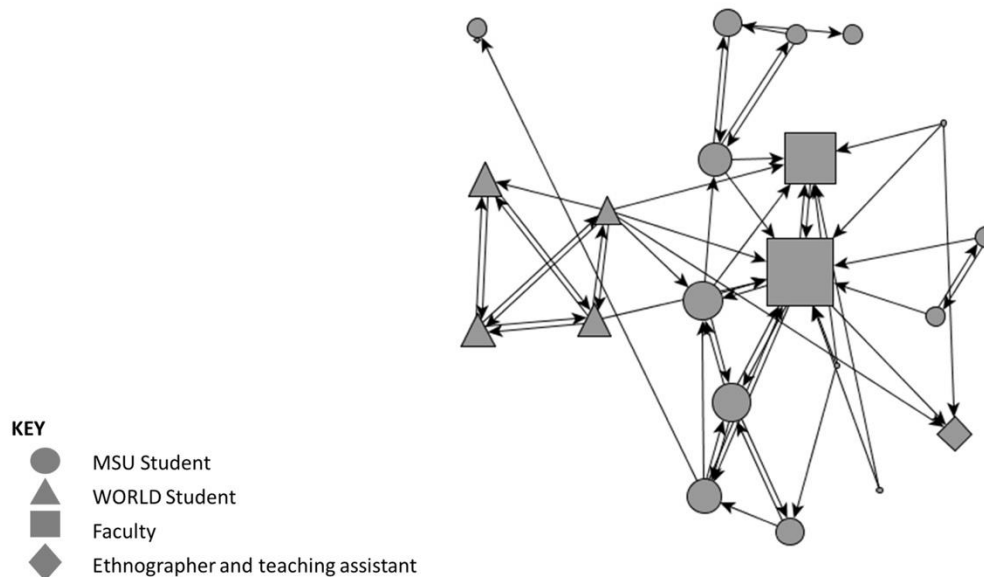 KEY
MSU Student
WORLD Student
Faculty
Ethnographer and teaching assistant